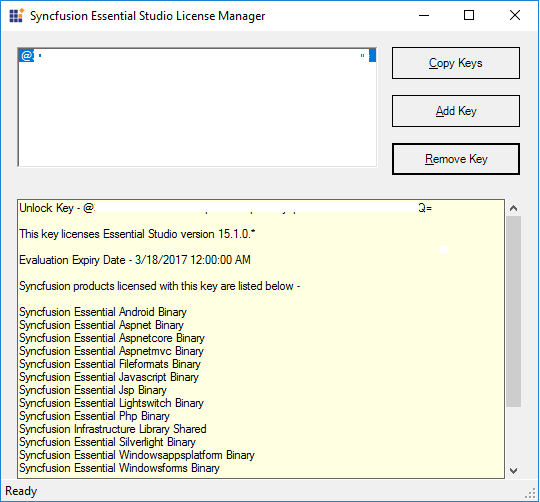 Syncfusion Essential Studio License Manager
@
Copy Keys
Add Key
Remove Key
Unlock Key - @ Q=
This key licenses Essential Studio version 15.1.0.*
Evaluation Expiry Date - 3/18/2017 12:00:00 AM
Syncfusion products licensed with this key are listed below -
Syncfusion Essential Android Binary
Syncfusion Essential Aspnet Binary
Syncfusion Essential Aspnetcore Binary
Syncfusion Essential Aspnetmvc Binary
Syncfusion Essential Fileformats Binary
Syncfusion Essential Javascript Binary
Syncfusion Essential Jsp Binary
Syncfusion Essential Lightswitch Binary
Syncfusion Essential Php Binary
Syncfusion Infrastructure Library Shared
Syncfusion Essential Silverlight Binary
Syncfusion Essential Windowsappsplatform Binary
Syncfusion Essential Windowsforms Binary
Ready